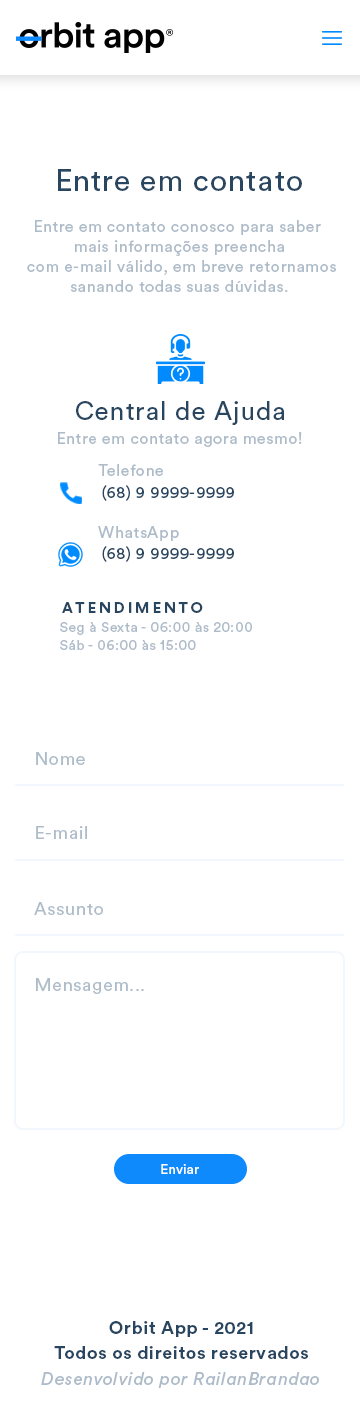 orbit app®
Entre em contato
Entre em contato conosco para saber
mais informações preencha
com e-mail válido, em breve retornamos
sanando todas suas dúvidas.
?
Central de Ajuda
Entre em contato agora mesmo!
Telefone
(68) 9 9999-9999
WhatsApp
(68) 9 9999-9999
ATENDIMENTO
Seg à Sexta - 06:00 às 20:00
Sáb - 06:00 às 15:00
Nome
E-mail
Assunto
Mensagem...
Enviar
Orbit App - 2021
Todos os direitos reservados
Desenvolvido por RailanBrandao